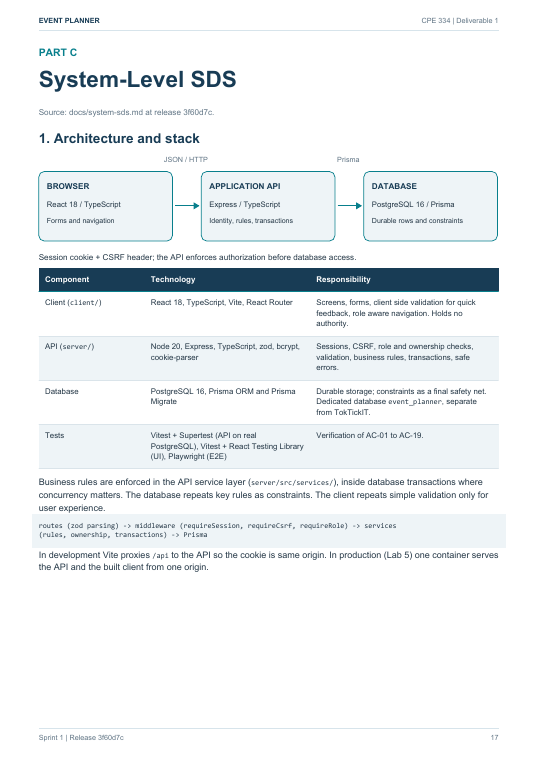 EVENT PLANNER
CPE 334 | Deliverable 1
PART C
System-Level SDS
Source: docs/system-sds.md at release 3f60d7c.
1. Architecture and stack
JSON / HTTP
Prisma
BROWSER
React 18 / TypeScript
Forms and navigation
APPLICATION API
Express / TypeScript
Identity, rules, transactions
DATABASE
PostgreSQL 16 / Prisma
Durable rows and constraints
Session cookie + CSRF header; the API enforces authorization before database access.
Component
Technology
Responsibility
Client (client/)
React 18, TypeScript, Vite, React Router
Screens, forms, client side validation for quick
feedback, role aware navigation. Holds no
authority.
API (server/)
Node 20, Express, TypeScript, zod, bcrypt,
cookie-parser
Sessions, CSRF, role and ownership checks,
validation, business rules, transactions, safe
errors.
Database
PostgreSQL 16, Prisma ORM and Prisma
Migrate
Durable storage; constraints as a final safety net.
Dedicated database event_planner, separate
from TokTickIT.
Tests
Vitest + Supertest (API on real
PostgreSQL), Vitest + React Testing Library
(UI), Playwright (E2E)
Verification of AC-01 to AC-19.
Business rules are enforced in the API service layer (server/src/services/), inside database transactions where
concurrency matters. The database repeats key rules as constraints. The client repeats simple validation only for
user experience.
routes (zod parsing) -> middleware (requireSession, requireCsrf, requireRole) -> services
(rules, ownership, transactions) -> Prisma
In development Vite proxies /api to the API so the cookie is same origin. In production (Lab 5) one container serves
the API and the built client from one origin.
Sprint 1 | Release 3f60d7c
17